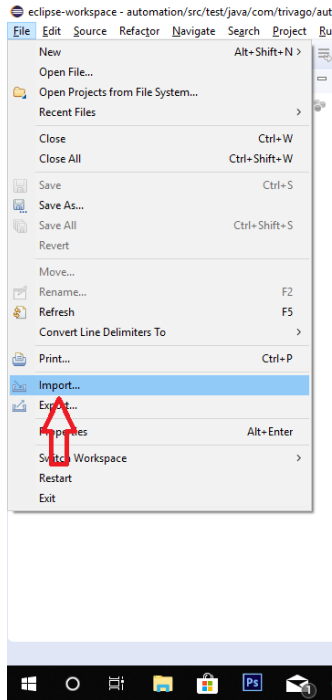 eclipse-workspace - automation/src/test/java/com/trivago/aut
File Edit Source Refactor Navigate Search Project Ru
New Alt+Shift+N >
Open File...
Open Projects from File System...
Recent Files >
Close Ctrl+W
Close All Ctrl+Shift+W
Save Ctrl+S
Save As...
Save All Ctrl+Shift+S
Revert
Move...
Rename... F2
Refresh F5
Convert Line Delimiters To >
Print... Ctrl+P
Import...
Export...
Properties Alt+Enter
Switch Workspace >
Restart
Exit
Ps
1